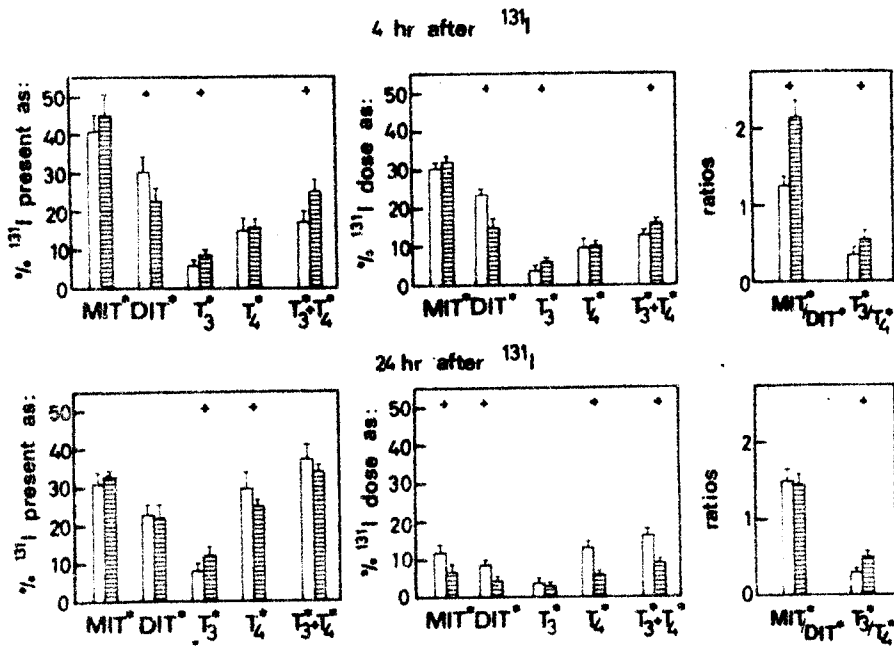 4 hr after ¹³¹I
% ¹³¹I present as:
50
40
30
20
10
0
MIT* DIT* T₃* T₄* T₃*+T₄*
% ¹³¹I dose as:
50
40
30
20
10
0
MIT* DIT* T₃* T₄* T₃*+T₄*
ratios
2
1
0
MIT*/DIT* T₃*/T₄*
24 hr after ¹³¹I
% ¹³¹I present as:
50
40
30
20
10
0
MIT* DIT* T₃* T₄* T₃*+T₄*
% ¹³¹I dose as:
50
40
30
20
10
0
MIT* DIT* T₃* T₄* T₃*+T₄*
ratios
2
1
0
MIT*/DIT* T₃*/T₄*